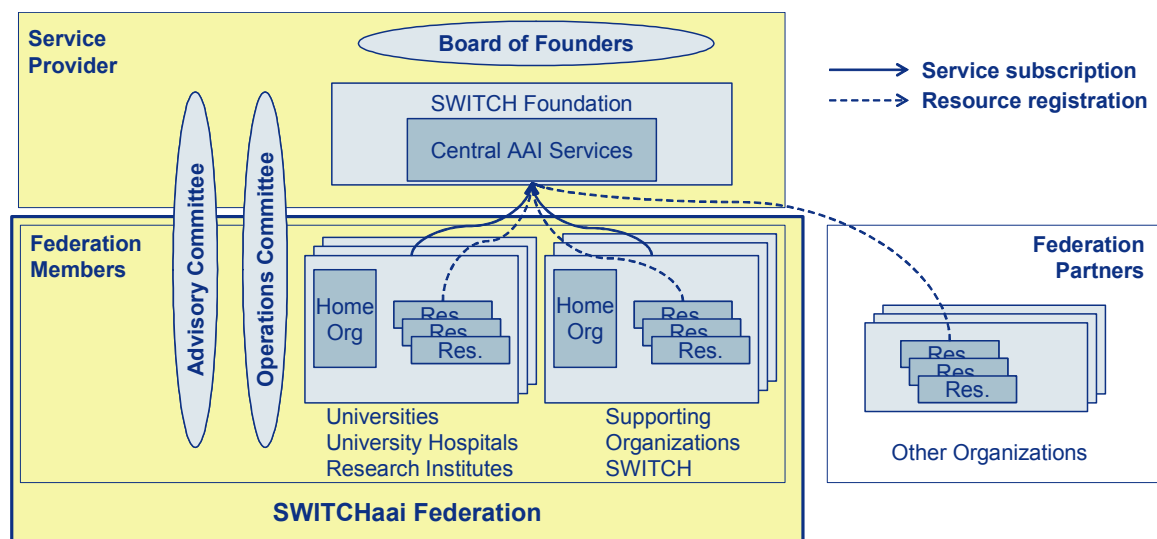 Service
Provider
Board of Founders
Service subscription
Resource registration
SWITCH Foundation
Central AAI Services
Advisory Committee
Operations Committee
Federation
Members
Home
Org
Res.
Res.
Res.
Home
Org
Res.
Res.
Res.
Universities
University Hospitals
Research Institutes
Supporting
Organizations
SWITCH
SWITCHaai Federation
Federation
Partners
Res.
Res.
Res.
Other Organizations